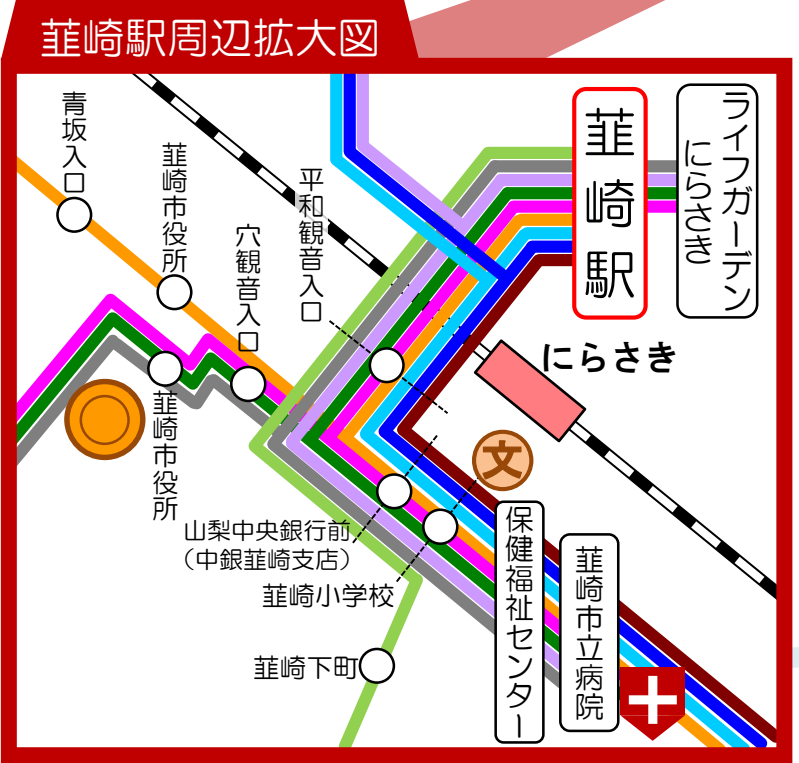 韮崎駅周辺拡大図
青坂入口
韮崎市役所
穴観音入口
平和観音入口
韮崎駅
ライフガーデン
にらさき
にらさき
韮崎市役所
文
山梨中央銀行前
（中銀韮崎支店）
韮崎小学校
韮崎下町
保健福祉センター
韮崎市立病院